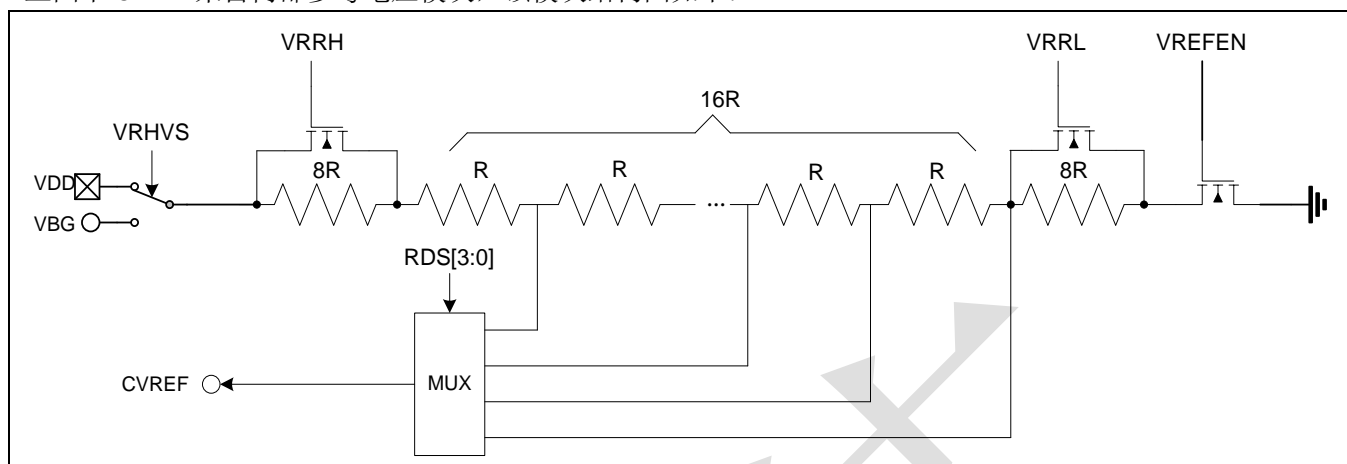 VRRH
VRRL
VREFEN
16R
VRHVS
VDD
8R
R
R
R
R
8R
VBG
...
RDS[3:0]
MUX
CVREF